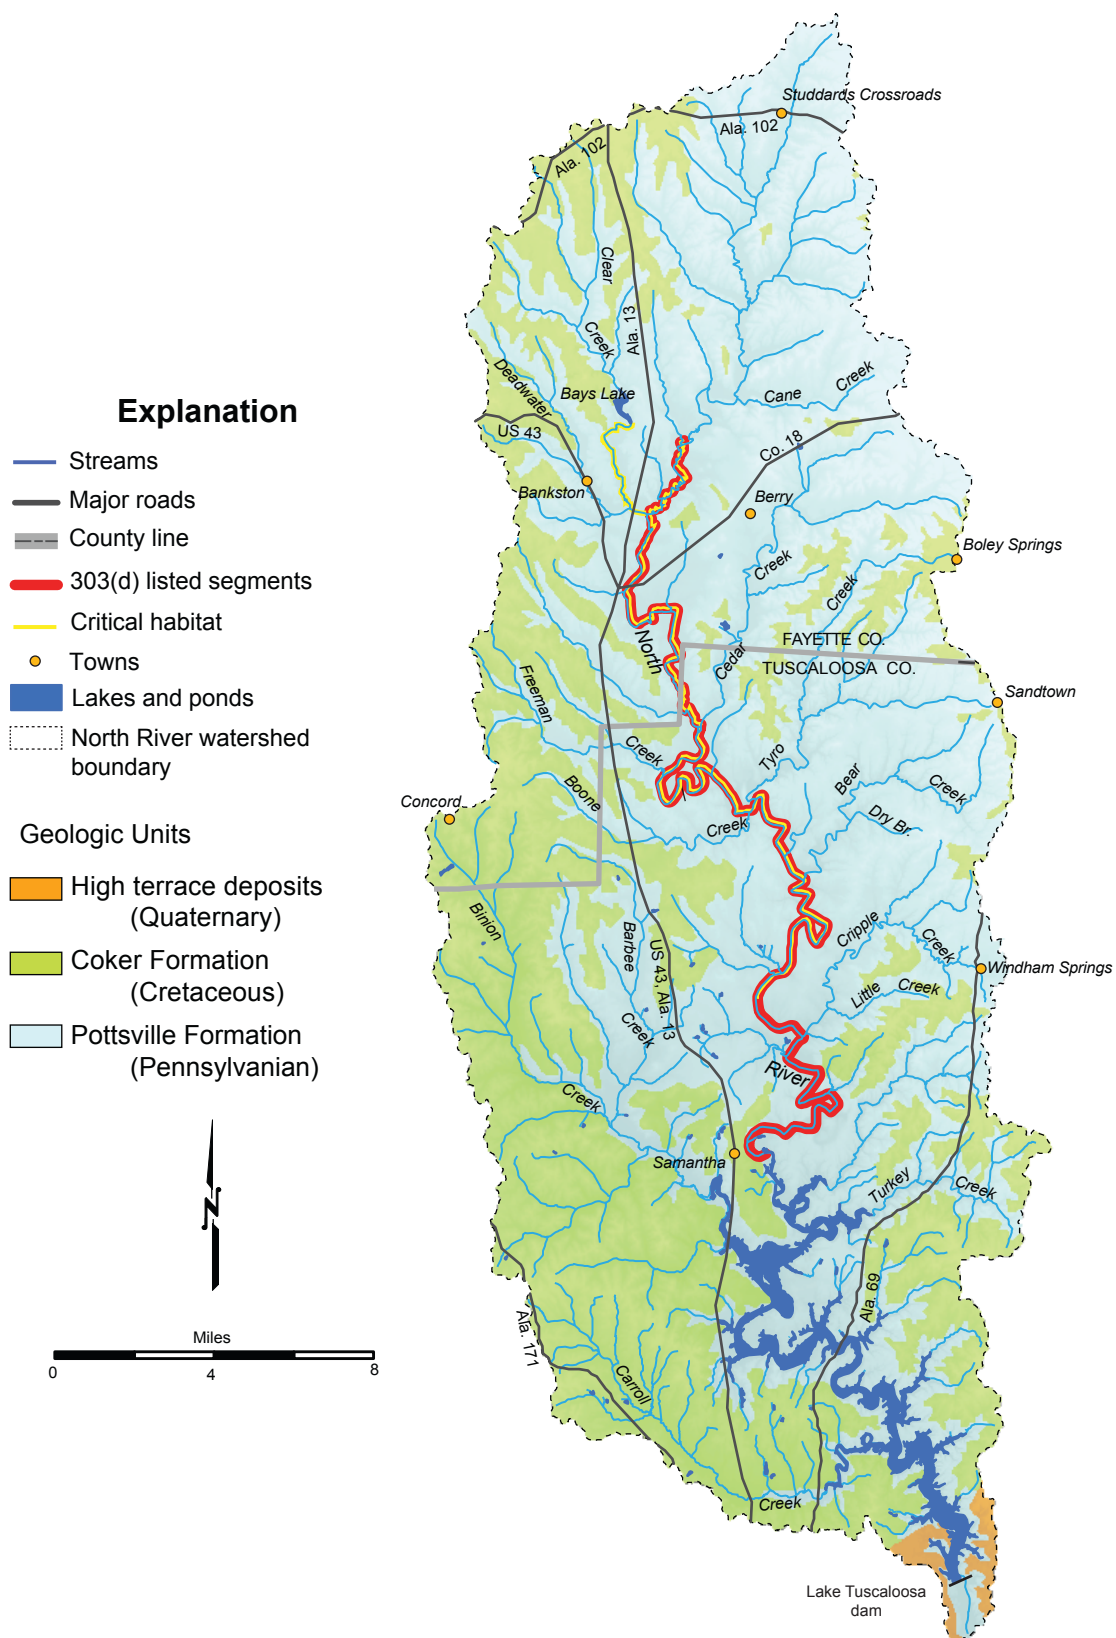 Studdards Crossroads
Ala. 102
Ala. 102
Clear
Creek
Ala. 13
Deadwater
Bays Lake
Cane
Creek
US 43
Co. 18
Bankston
Berry
Boley Springs
Creek
Creek
North
Cedar
FAYETTE CO.
TUSCALOOSA CO.
Sandtown
Freeman
Creek
Tyro
Boone
Bear
Creek
Concord
Creek
Dry Br.
Binion
Barbee
Cripple
Creek
US 43, Ala. 13
Windham Springs
Little
Creek
Creek
River
Creek
Samantha
Turkey
Creek
Ala. 69
Ala. 171
Carroll
Creek
Lake Tuscaloosa
dam
Explanation
Streams
Major roads
County line
303(d) listed segments
Critical habitat
Towns
Lakes and ponds
North River watershed
boundary
Geologic Units
High terrace deposits
(Quaternary)
Coker Formation
(Cretaceous)
Pottsville Formation
(Pennsylvanian)
N
Miles
0 4 8